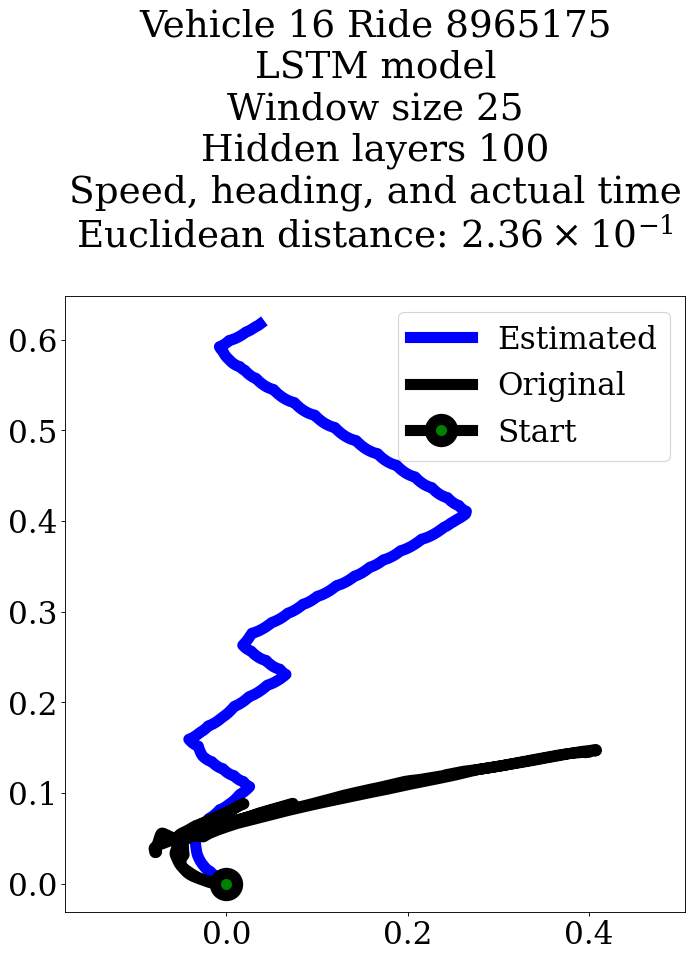 Vehicle 16 Ride 8965175
LSTM model
Window size 25
Hidden layers 100
Speed, heading, and actual time
Euclidean distance: 2.36 × 10⁻¹
Estimated
Original
Start
0.6
0.5
0.4
0.3
0.2
0.1
0.0
0.0 0.2 0.4